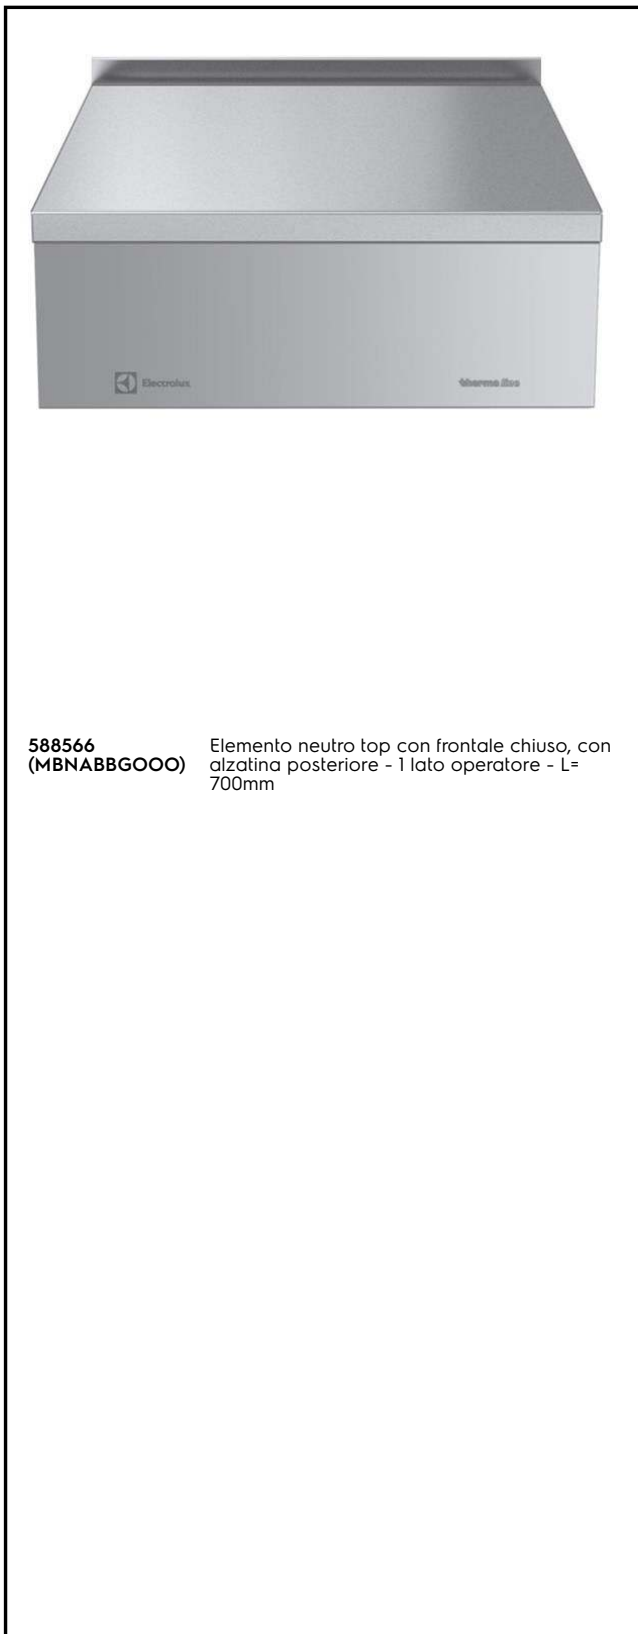 Electrolux
thermaline
588566
(MBNABBGOOO)
Elemento neutro top con frontale chiuso, con
alzatina posteriore - 1 lato operatore - L=
700mm